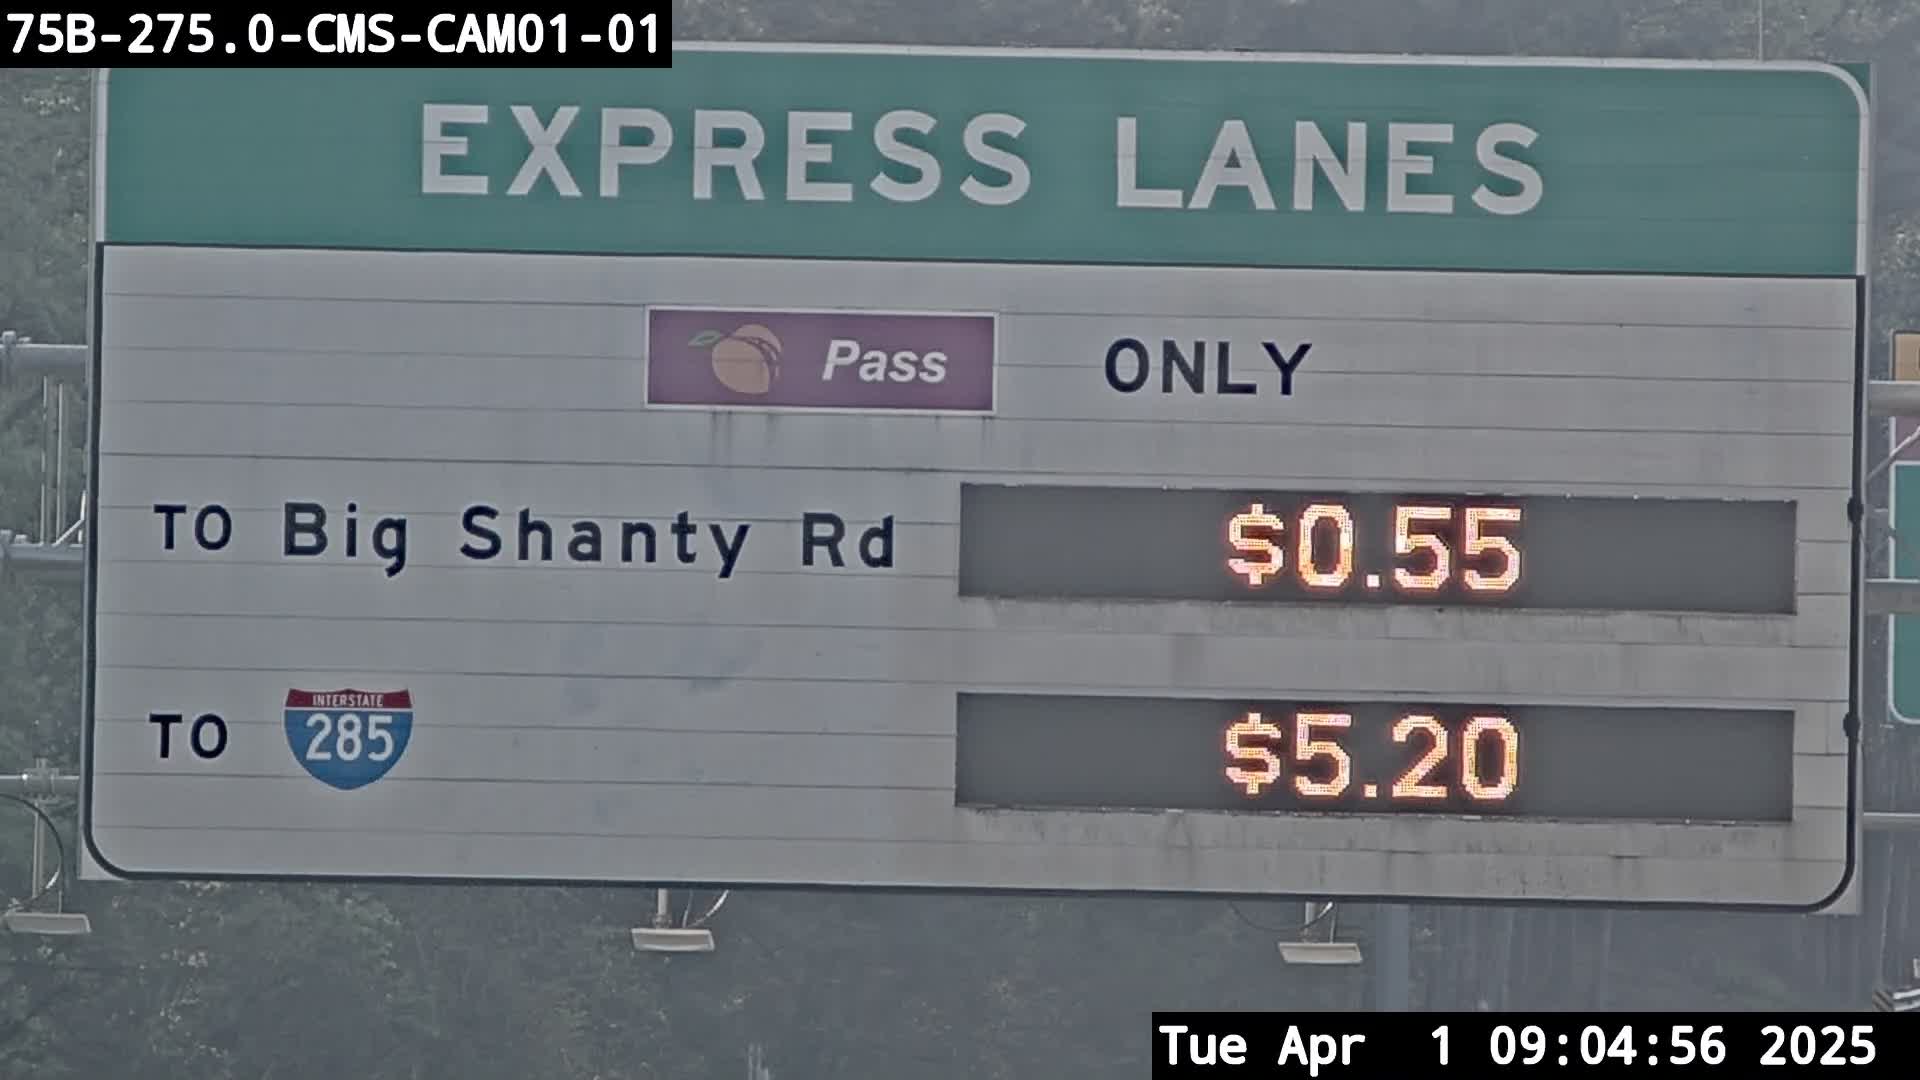 75B-275.0-CMS-CAM01-01
EXPRESS LANES
Pass ONLY
TO Big Shanty Rd $0.55
INTERSTATE
TO 285 $5.20
Tue Apr 1 09:04:56 2025